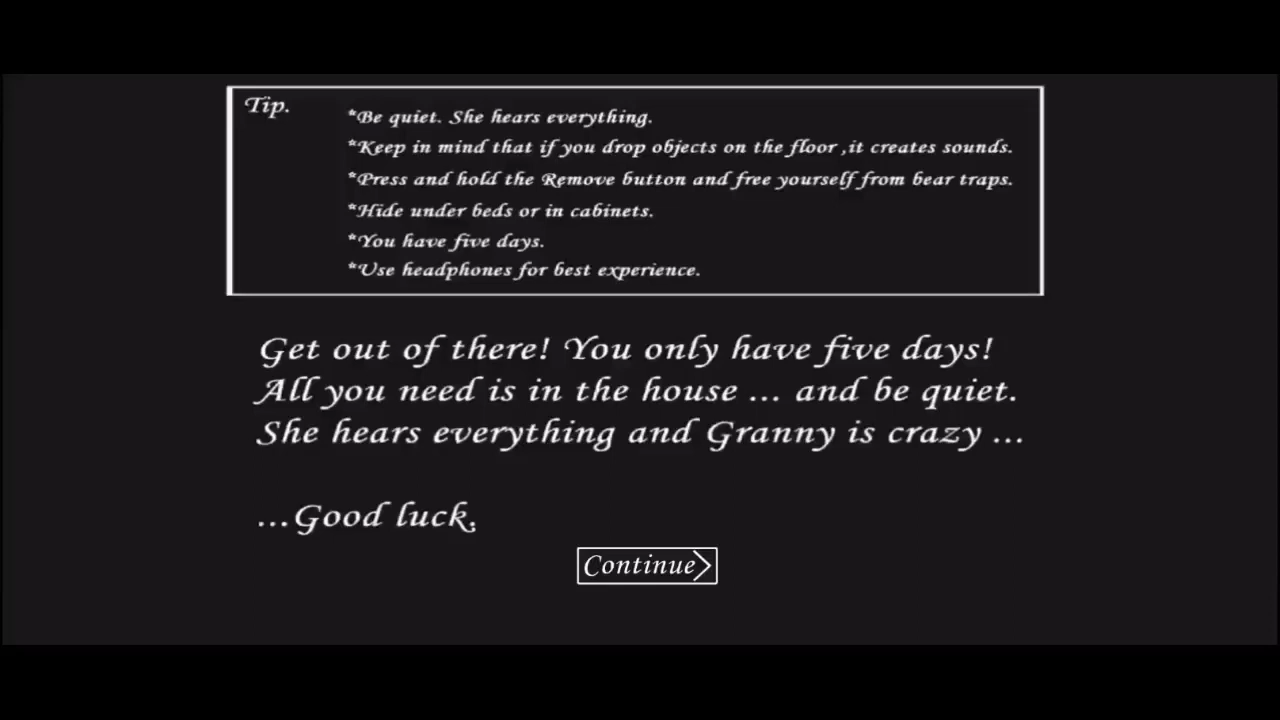 Tip.
*Be quiet. She hears everything.
*Keep in mind that if you drop objects on the floor ,it creates sounds.
*Press and hold the Remove button and free yourself from bear traps.
*Hide under beds or in cabinets.
*You have five days.
*Use headphones for best experience.
Get out of there! You only have five days!
All you need is in the house ... and be quiet.
She hears everything and Granny is crazy ...
...Good luck.
Continue>